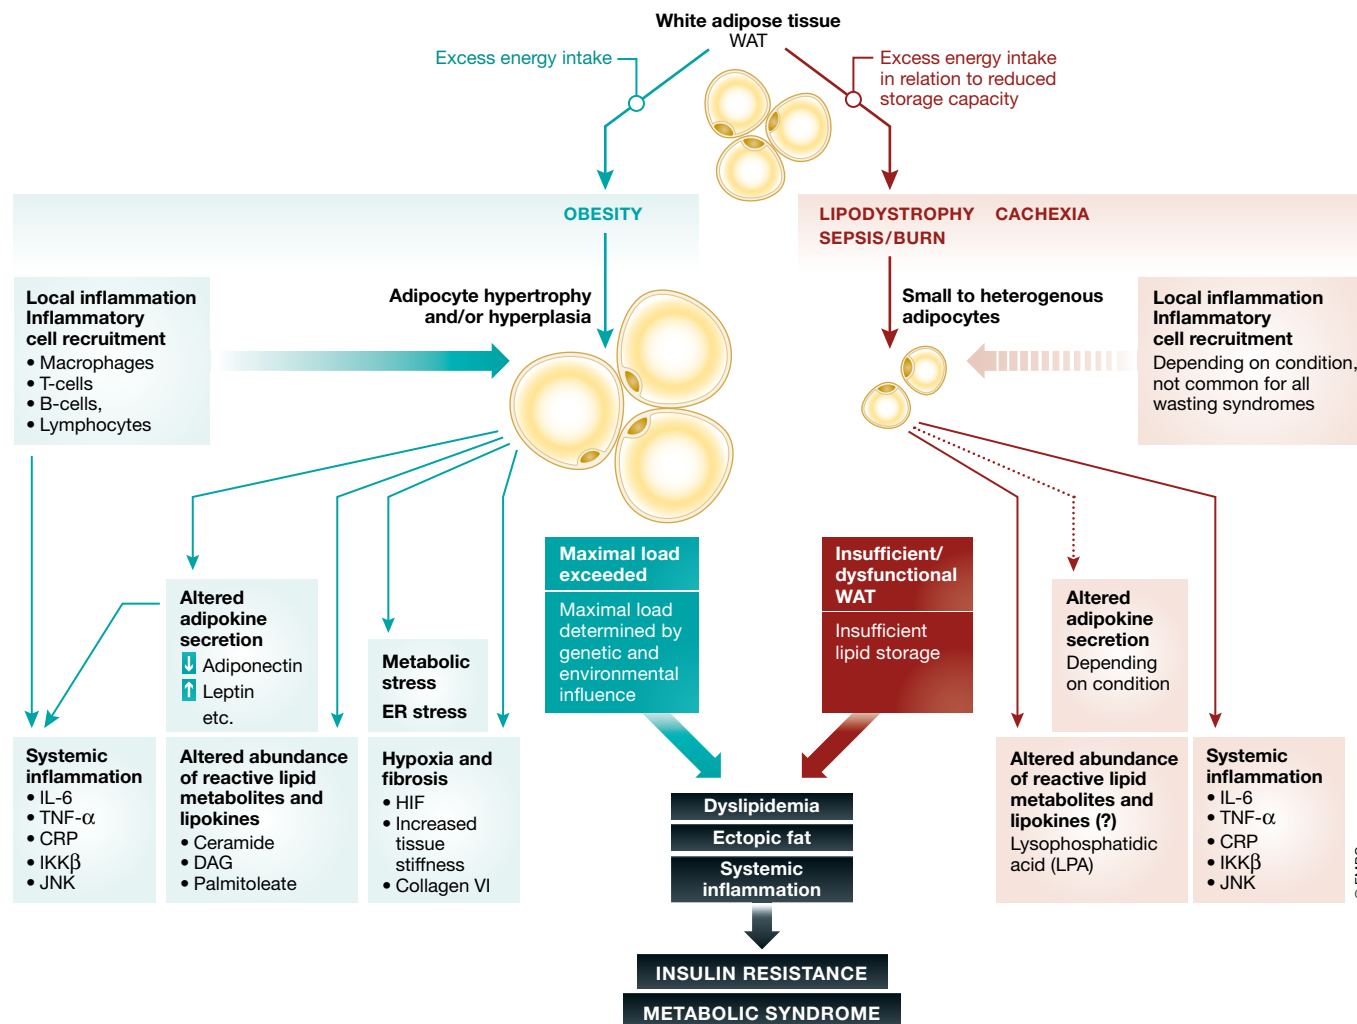 White adipose tissue
WAT
Excess energy intake
Excess energy intake
in relation to reduced
storage capacity
OBESITY
LIPODYSTROPHY CACHEXIA
SEPSIS/BURN
Local inflammation
Inflammatory
cell recruitment
• Macrophages
• T-cells
• B-cells,
• Lymphocytes
Adipocyte hypertrophy
and/or hyperplasia
Small to heterogenous
adipocytes
Local inflammation
Inflammatory
cell recruitment
Depending on condition,
not common for all
wasting syndromes
Altered
adipokine
secretion
↓ Adiponectin
↑ Leptin
etc.
Metabolic
stress
ER stress
Maximal load
exceeded
Maximal load
determined by
genetic and
environmental
influence
Insufficient/
dysfunctional
WAT
Insufficient
lipid storage
Altered
adipokine
secretion
Depending
on condition
Systemic
inflammation
• IL-6
• TNF-α
• CRP
• IKKβ
• JNK
Altered abundance
of reactive lipid
metabolites and
lipokines
• Ceramide
• DAG
• Palmitoleate
Hypoxia and
fibrosis
• HIF
• Increased
tissue
stiffness
• Collagen VI
Dyslipidemia
Ectopic fat
Systemic
inflammation
Altered abundance
of reactive lipid
metabolites and
lipokines (?)
Lysophosphatidic
acid (LPA)
Systemic
inflammation
• IL-6
• TNF-α
• CRP
• IKKβ
• JNK
INSULIN RESISTANCE
METABOLIC SYNDROME